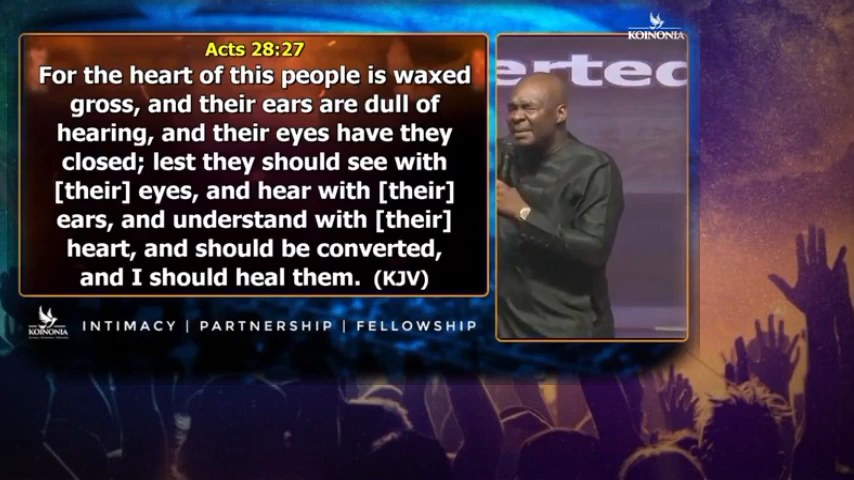 Acts 28:27
For the heart of this people is waxed
gross, and their ears are dull of
hearing, and their eyes have they
closed; lest they should see with
[their] eyes, and hear with [their]
ears, and understand with [their]
heart, and should be converted,
and I should heal them. (KJV)
KOINONIA
erted
KOINONIA
INTIMACY | PARTNERSHIP | FELLOWSHIP